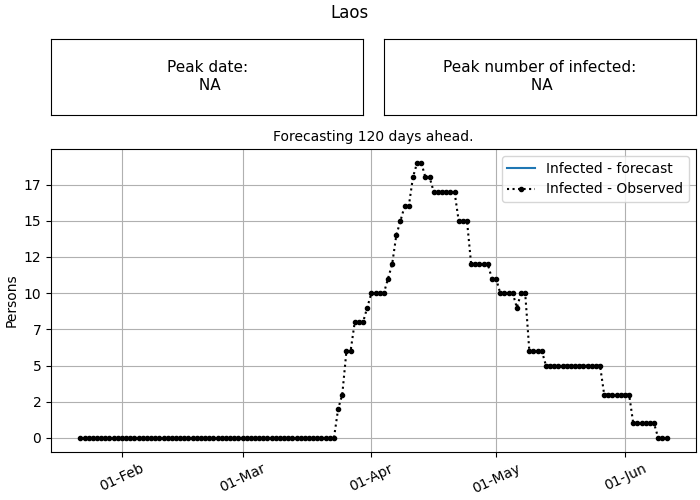 Laos
Peak date:
NA
Peak number of infected:
NA
Forecasting 120 days ahead.
Infected - forecast
Infected - Observed
Persons
17
15
12
10
7
5
2
0
01-Feb
01-Mar
01-Apr
01-May
01-Jun